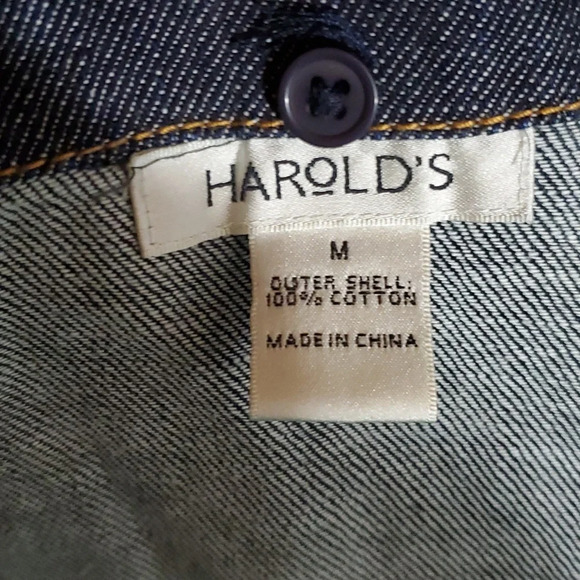 HAROLD'S
M
OUTER SHELL:
100% COTTON
MADE IN CHINA